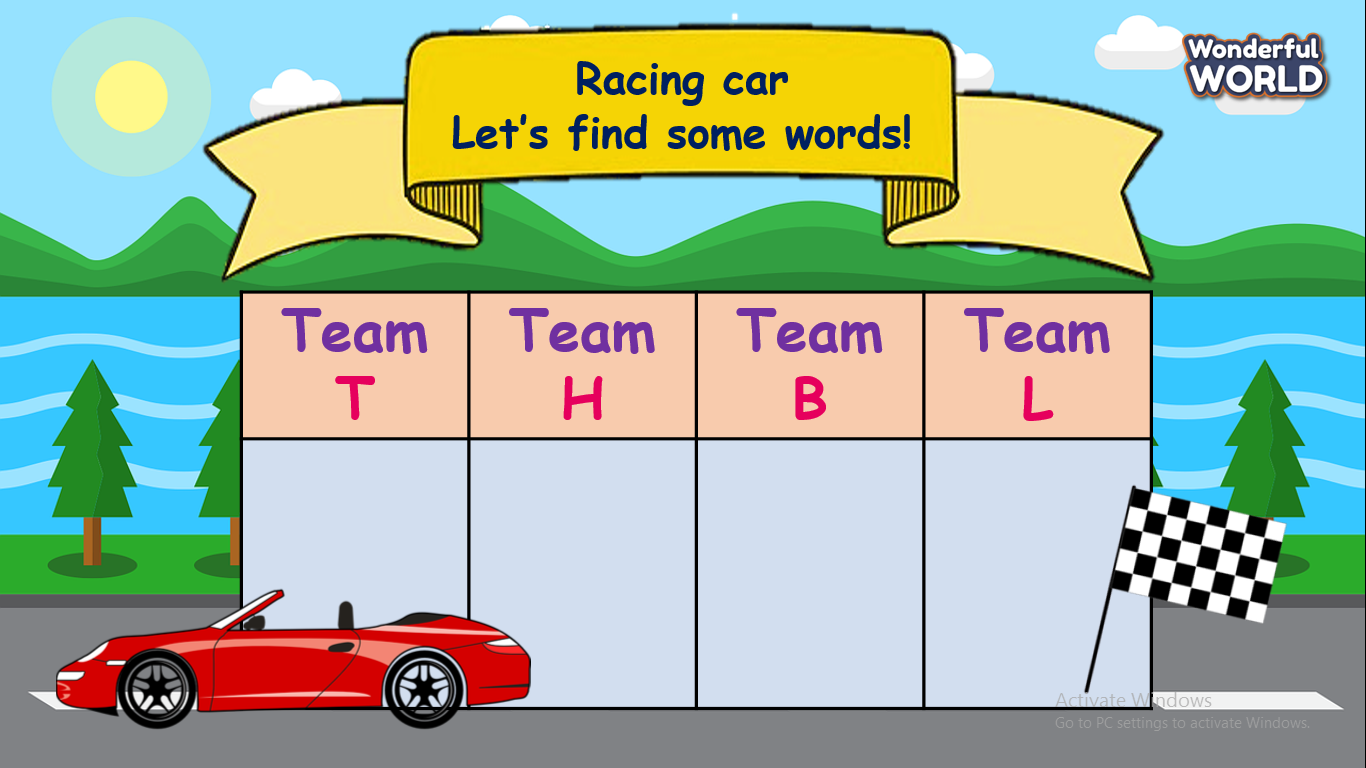 Racing car
Let's find some words!
Wonderful
WORLD
Team
T
Team
H
Team
B
Team
L
Activate Windows
Go to PC settings to activate Windows.